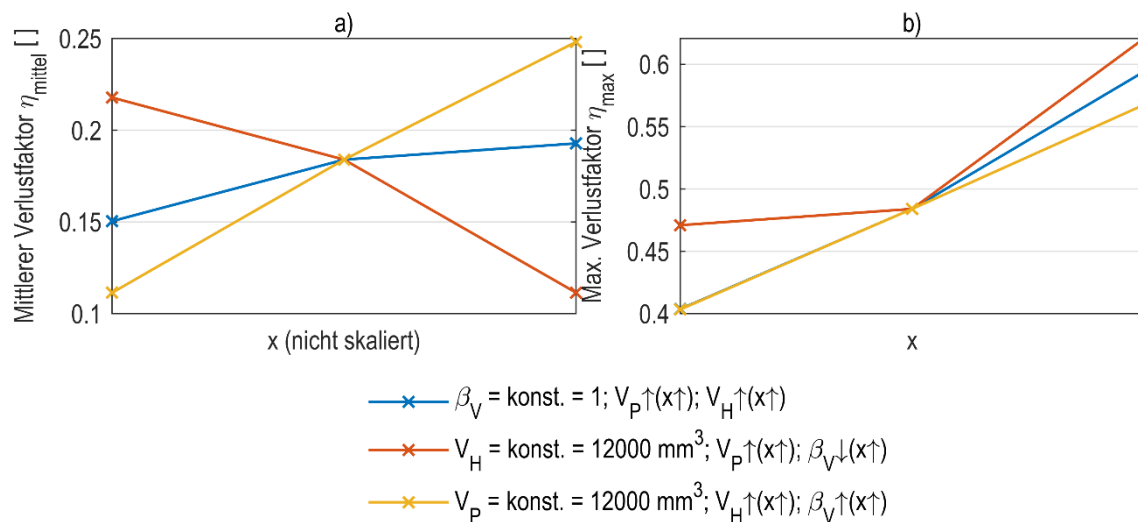 a)
Mittlerer Verlustfaktor η_mittel [ ]
0.25
0.2
0.15
0.1
x (nicht skaliert)
b)
Max. Verlustfaktor η_max [ ]
0.6
0.55
0.5
0.45
0.4
x
β_V = konst. = 1; V_P↑(x↑); V_H↑(x↑)
V_H = konst. = 12000 mm³; V_P↑(x↑); β_V↓(x↑)
V_P = konst. = 12000 mm³; V_H↑(x↑); β_V↑(x↑)